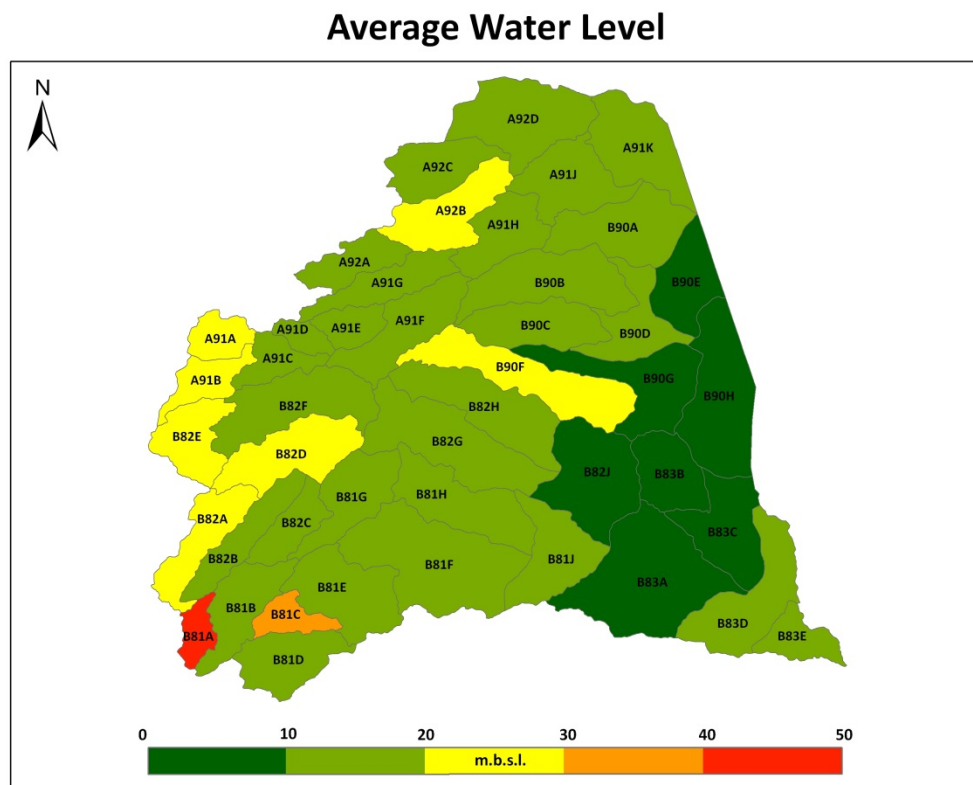 Average Water Level
N
A92D
A91K
A92C
A91J
A92B
A91H
B90A
A92A
A91G
B90E
B90B
A91F
A91D
A91E
B90C
B90D
A91A
A91C
B90F
B90G
A91B
B90H
B82F
B82H
B82E
B82G
B82D
B82J
B83B
B81G
B81H
B82A
B82C
B83C
B82B
B81J
B81F
B83A
B81E
B81B
B81C
B83D
B81A
B83E
B81D
0 10 20 30 40 50
m.b.s.l.